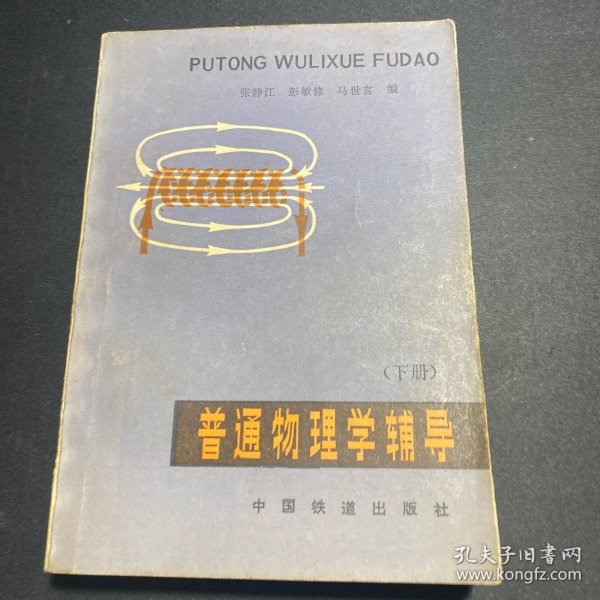 PUTONG WULIXUE FUDAO
张静江 彭敏修 马世言 编
(下册)
普通物理学辅导
中国铁道出版社
孔夫子旧书网
www.kongfz.com